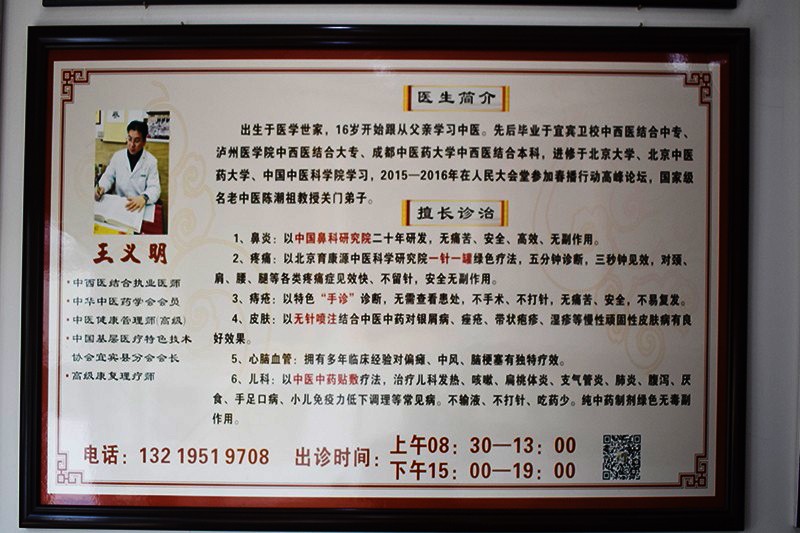 医生简介
出生于医学世家，16岁开始跟从父亲学习中医。先后毕业于宜宾卫校中西医结合中专、
泸州医学院中西医结合大专、成都中医药大学中西医结合本科，进修于北京大学、北京中医
药大学、中国中医科学院学习，2015—2016年在人民大会堂参加春播行动高峰论坛，国家级
名老中医陈潮祖教授关门弟子。
王义明
·中西医结合执业医师
·中华中医药学会会员
·中医健康管理师(高级)
·中国基层医疗特色技术
协会宜宾县分会会长
·高级康复理疗师
擅长诊治
1、鼻炎：以中国鼻科研究院二十年研发，无痛苦、安全、高效、无副作用。
2、疼痛：以北京育康源中医科学研究院一针一罐绿色疗法，五分钟诊断，三秒钟见效，对颈、
肩、腰、腿等各类疼痛症见效快、不留针，安全无副作用。
3、痔疮：以特色“手诊”诊断，无需查看患处，不手术、不打针，无痛苦、安全，不易复发。
4、皮肤：以无针喷注结合中医中药对银屑病、痤疮、带状疱疹、湿疹等慢性顽固性皮肤病有良
好效果。
5、心脑血管：拥有多年临床经验对偏瘫、中风、脑梗塞有独特疗效。
6、儿科：以中医中药贴敷疗法，治疗儿科发热、咳嗽、扁桃体炎、支气管炎、肺炎、腹泻、厌
食、手足口病、小儿免疫力低下调理等常见病。不输液、不打针、吃药少。纯中药制剂绿色无毒副
作用。
电话：132 1951 9708
出诊时间：上午08：30—13：00
下午15：00—19：00